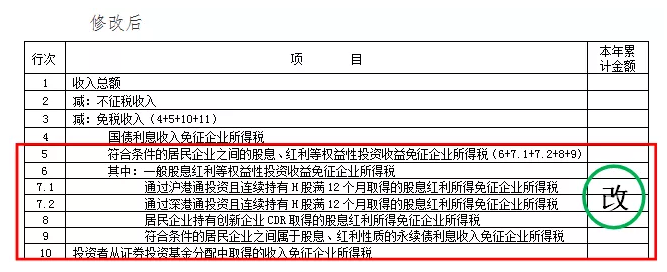 修改后
行次 项 目 本年累计金额
1 收入总额
2 减：不征税收入
3 减：免税收入（4+5+10+11）
4 国债利息收入免征企业所得税
5 符合条件的居民企业之间的股息、红利等权益性投资收益免征企业所得税（6+7.1+7.2+8+9）
6 其中：一般股息红利等权益性投资收益免征企业所得税
7.1 通过沪港通投资且连续持有H股满12个月取得的股息红利所得免征企业所得税
7.2 通过深港通投资且连续持有H股满12个月取得的股息红利所得免征企业所得税
8 居民企业持有创新企业CDR取得的股息红利所得免征企业所得税
9 符合条件的居民企业之间属于股息、红利性质的永续债利息收入免征企业所得税
10 投资者从证券投资基金分配中取得的收入免征企业所得税
改